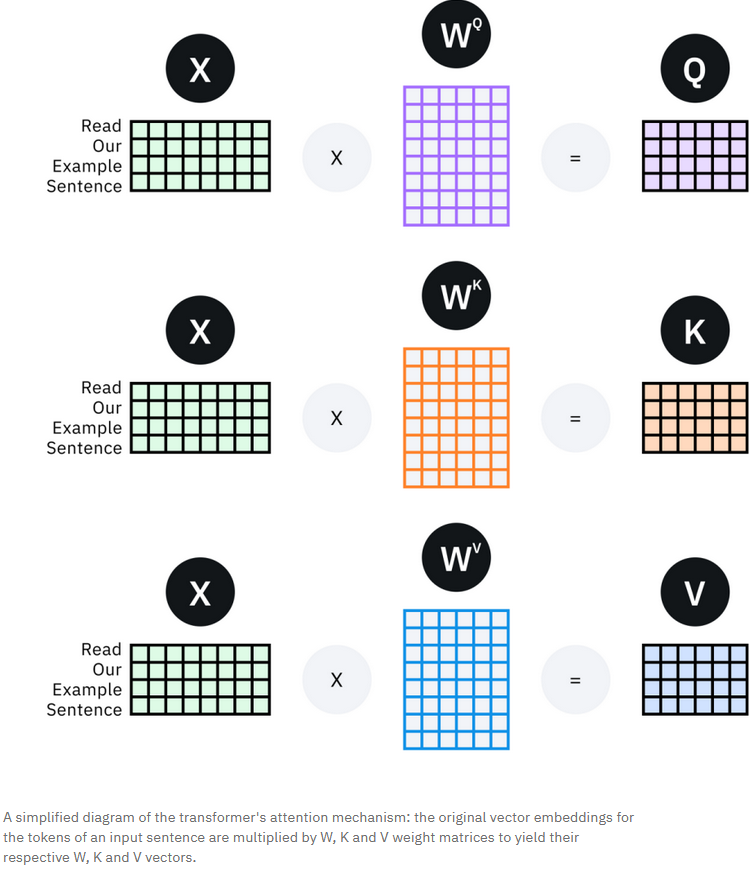 X
W^Q
Q
Read
Our
Example
Sentence
X
=
X
W^K
K
Read
Our
Example
Sentence
X
=
X
W^V
V
Read
Our
Example
Sentence
X
=
A simplified diagram of the transformer's attention mechanism: the original vector embeddings for
the tokens of an input sentence are multiplied by W, K and V weight matrices to yield their
respective W, K and V vectors.